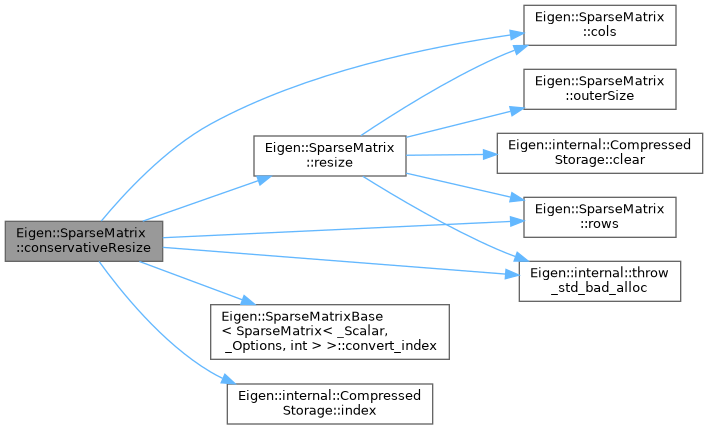 Eigen::SparseMatrix
::conservativeResize
Eigen::SparseMatrix
::resize
Eigen::SparseMatrix
::cols
Eigen::SparseMatrix
::outerSize
Eigen::internal::Compressed
Storage::clear
Eigen::SparseMatrix
::rows
Eigen::internal::throw
_std_bad_alloc
Eigen::SparseMatrixBase
< SparseMatrix< _Scalar,
_Options, int > >::convert_index
Eigen::internal::Compressed
Storage::index